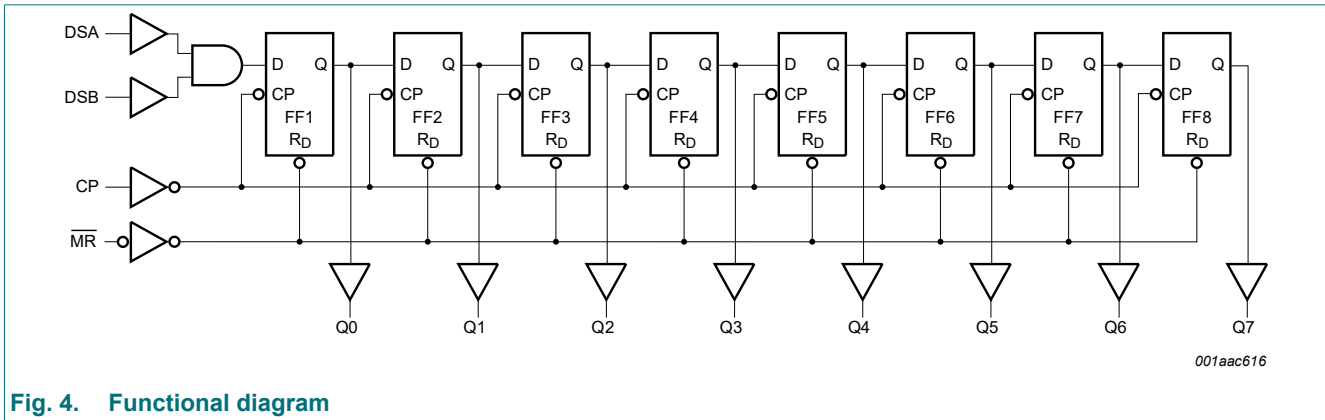 DSA
DSB
CP
M̅R̅
D Q D Q D Q D Q D Q D Q D Q D Q
CP CP CP CP CP CP CP CP
FF1 FF2 FF3 FF4 FF5 FF6 FF7 FF8
RD RD RD RD RD RD RD RD
Q0 Q1 Q2 Q3 Q4 Q5 Q6 Q7
001aac616
Fig. 4. Functional diagram